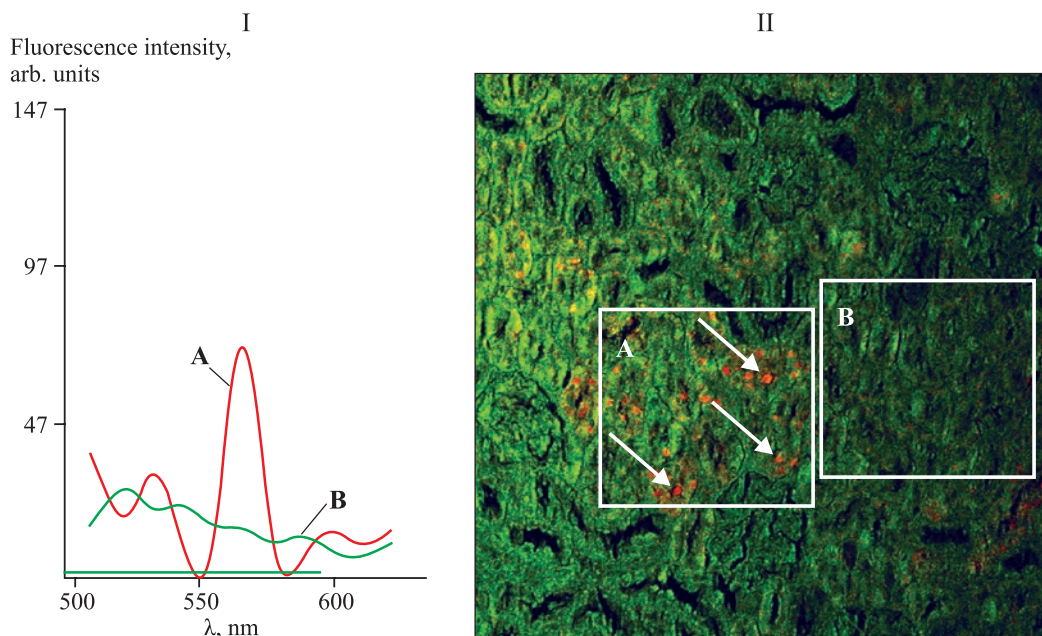 I
II
Fluorescence intensity,
arb. units
147
97
47
A
B
500
550
600
λ, nm
A
B